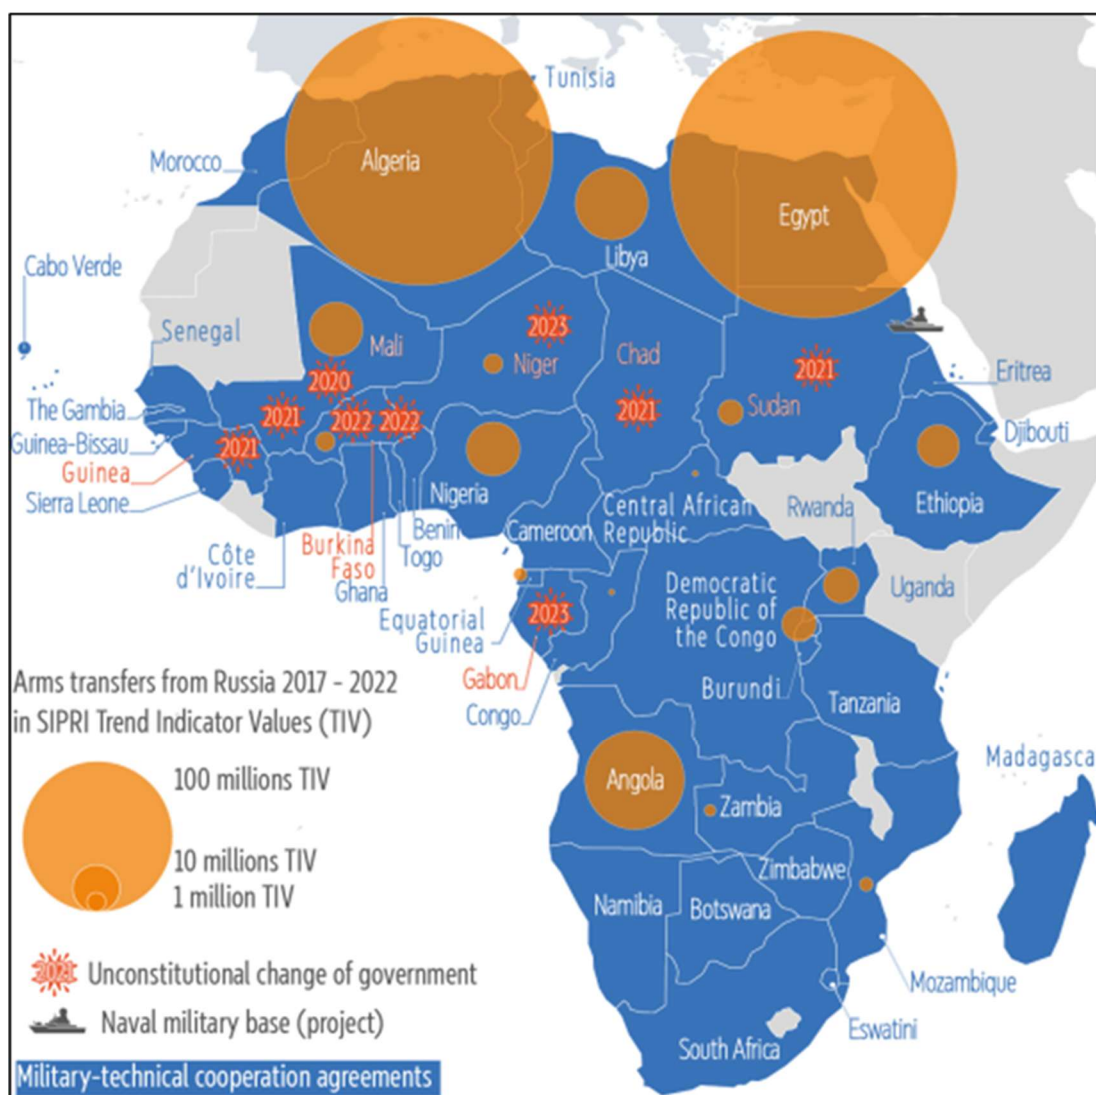 Tunisia
Algeria
Morocco
Egypt
Libya
Cabo Verde
Senegal
2023
Mali
Niger
Chad
2021
2020
Eritrea
The Gambia
2021
2022
2022
2021
Sudan
Djibouti
Guinea-Bissau
2021
Guinea
Sierra Leone
Nigeria
Ethiopia
Central African
Republic
Rwanda
Benin
Cameroon
Burkina
Faso
Togo
Côte
d'Ivoire
Ghana
Democratic
Republic of
the Congo
Uganda
Equatorial
Guinea
2023
Gabon
Burundi
Congo
Tanzania
Arms transfers from Russia 2017 - 2022
in SIPRI Trend Indicator Values (TIV)
Madagasca
100 millions TIV
Angola
Zambia
10 millions TIV
1 million TIV
Zimbabwe
Namibia
Botswana
2021
Unconstitutional change of government
Mozambique
Naval military base (project)
Eswatini
South Africa
Military-technical cooperation agreements